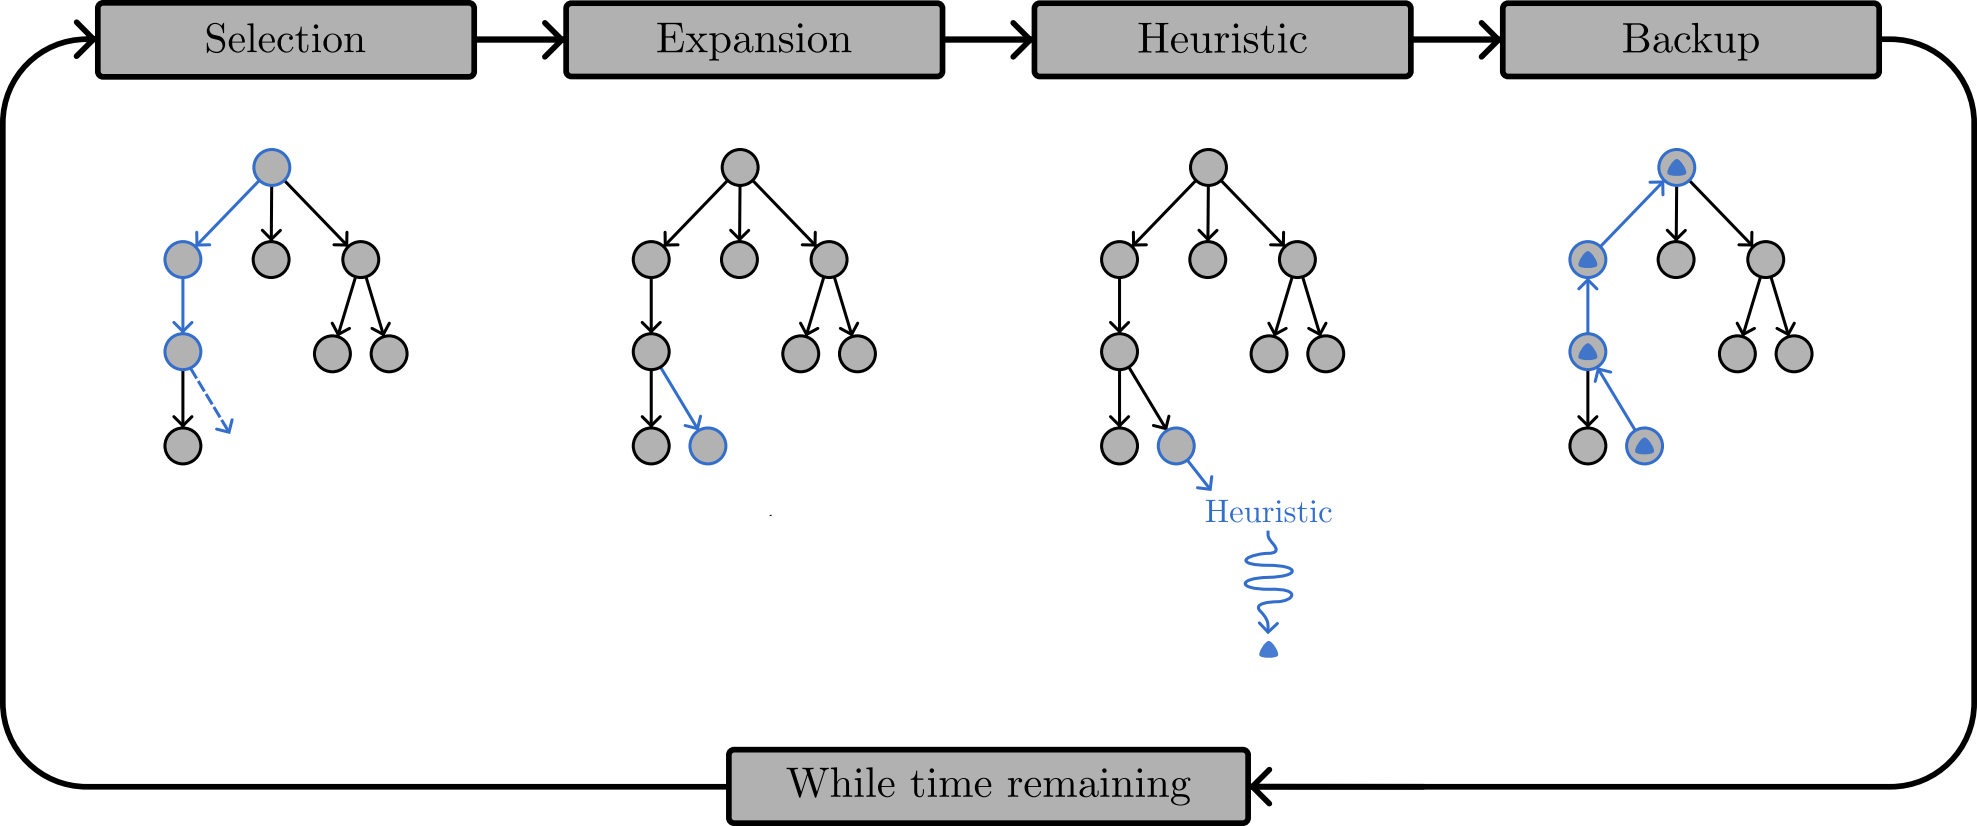 Selection
Expansion
Heuristic
Backup
Heuristic
While time remaining